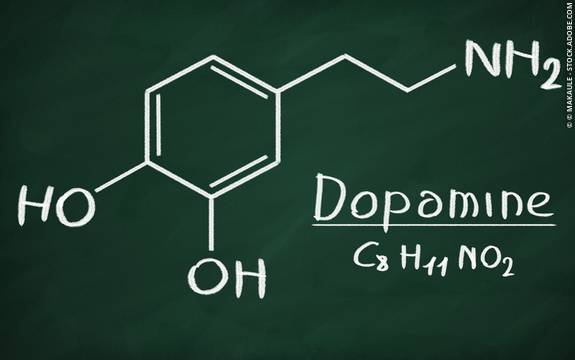 NH₂
HO
OH
Dopamine
C₈H₁₁NO₂
© MAKAULE - STOCK.ADOBE.COM